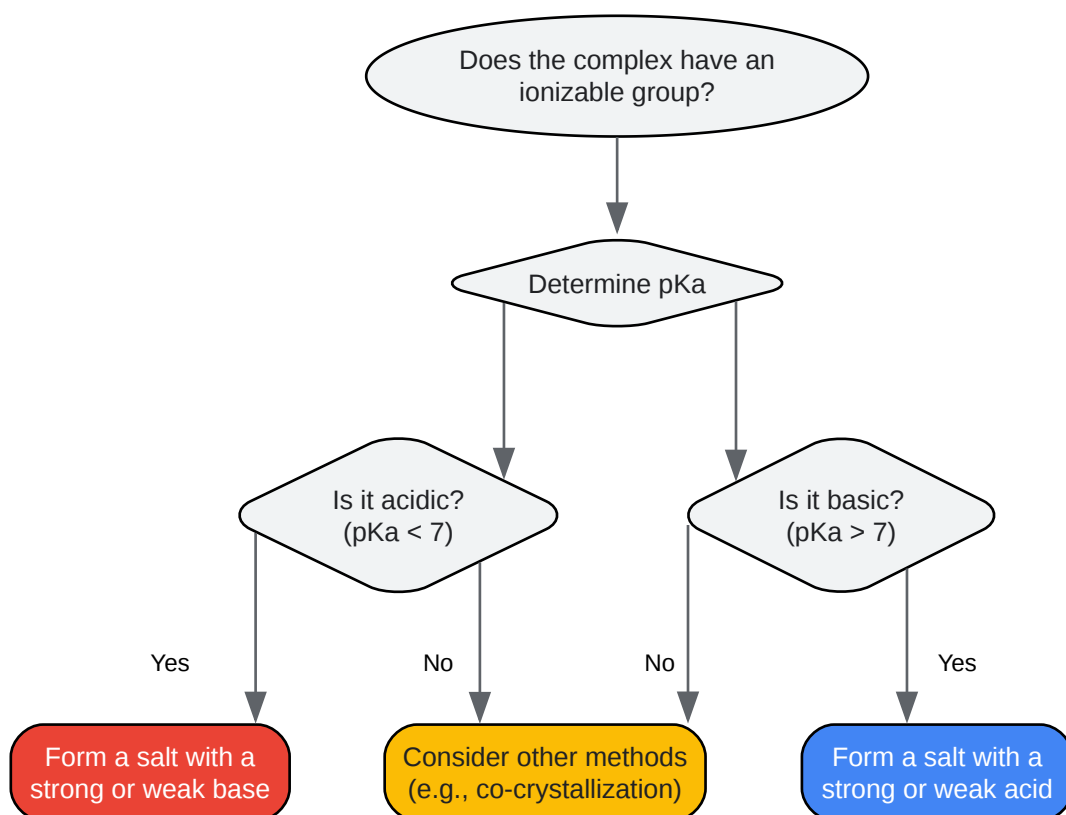 Does the complex have an
ionizable group?
Determine pKa
Is it acidic?
(pKa < 7)
Is it basic?
(pKa > 7)
Yes
No
No
Yes
Form a salt with a
strong or weak base
Consider other methods
(e.g., co-crystallization)
Form a salt with a
strong or weak acid